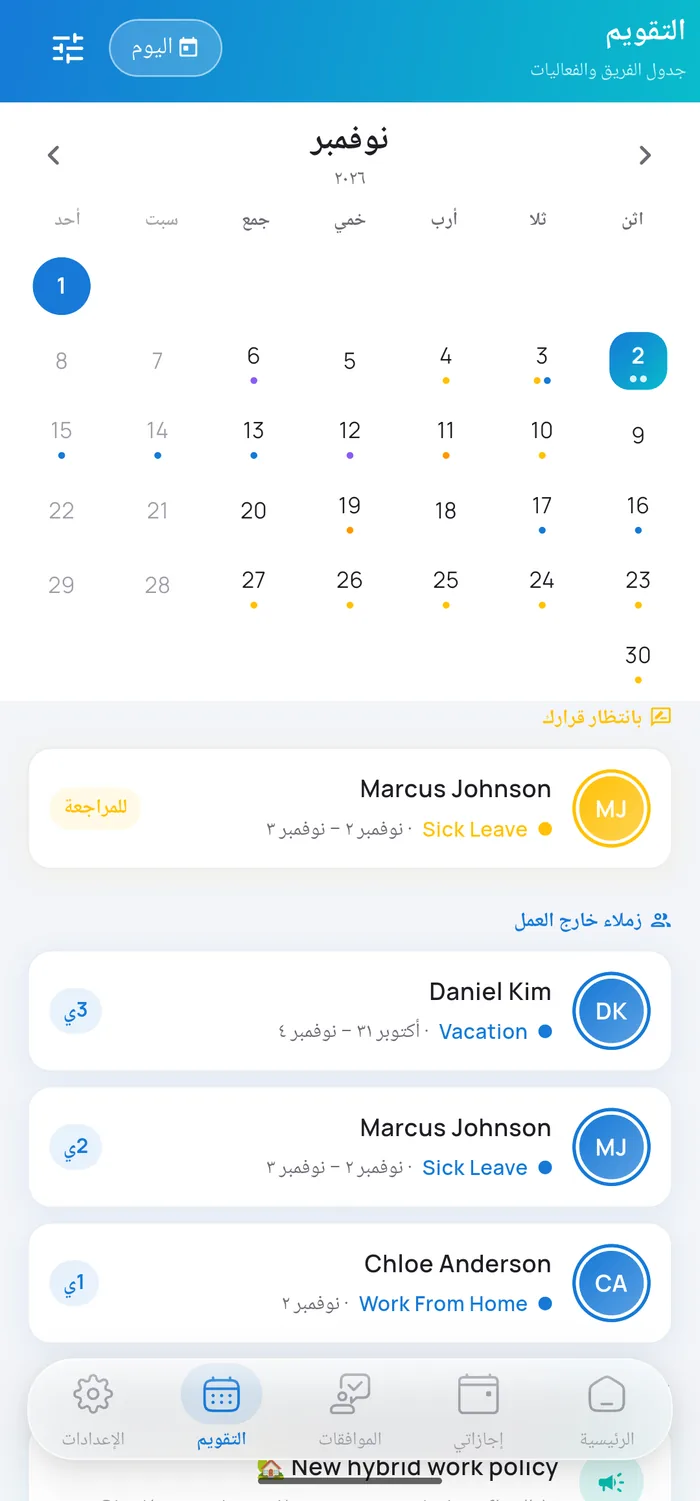 التقويم
جدول الفريق والفعاليات
اليوم
نوفمبر
٢٠٢٦
اثن ثلا أرب خمي جمع سبت أحد
1
2 3 4 5 6 7 8
9 10 11 12 13 14 15
16 17 18 19 20 21 22
23 24 25 26 27 28 29
30
بانتظار قرارك
MJ
Marcus Johnson
Sick Leave · نوفمبر ٢ – نوفمبر ٣
للمراجعة
زملاء خارج العمل
DK
Daniel Kim
Vacation · أكتوبر ٣١ – نوفمبر ٤
3ي
MJ
Marcus Johnson
Sick Leave · نوفمبر ٢ – نوفمبر ٣
2ي
CA
Chloe Anderson
Work From Home · نوفمبر ٢
1ي
الرئيسية
إجازاتي
الموافقات
التقويم
الإعدادات
🏡 New hybrid work policy